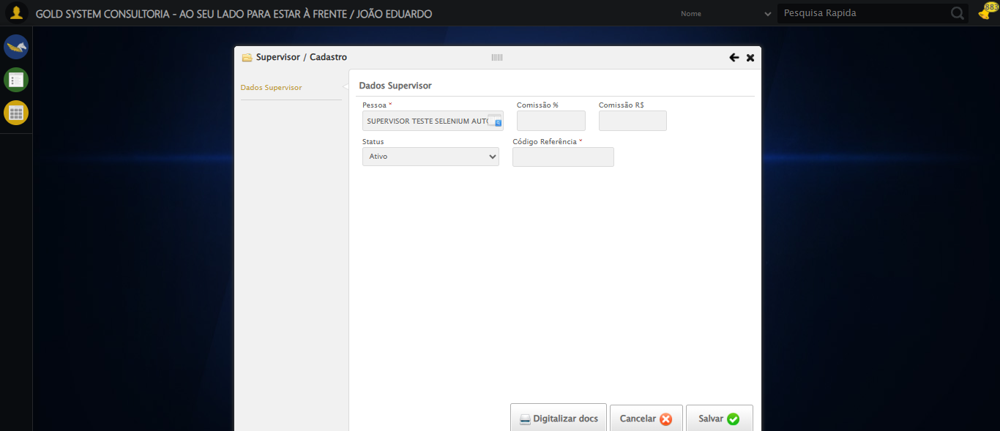 GOLD SYSTEM CONSULTORIA - AO SEU LADO PARA ESTAR À FRENTE / JOÃO EDUARDO
Nome
Pesquisa Rapida
883
Supervisor / Cadastro
Dados Supervisor
Dados Supervisor
Pessoa *
Comissão %
Comissão R$
SUPERVISOR TESTE SELENIUM
Status
Código Referência *
Ativo
Digitalizar docs
Cancelar
Salvar